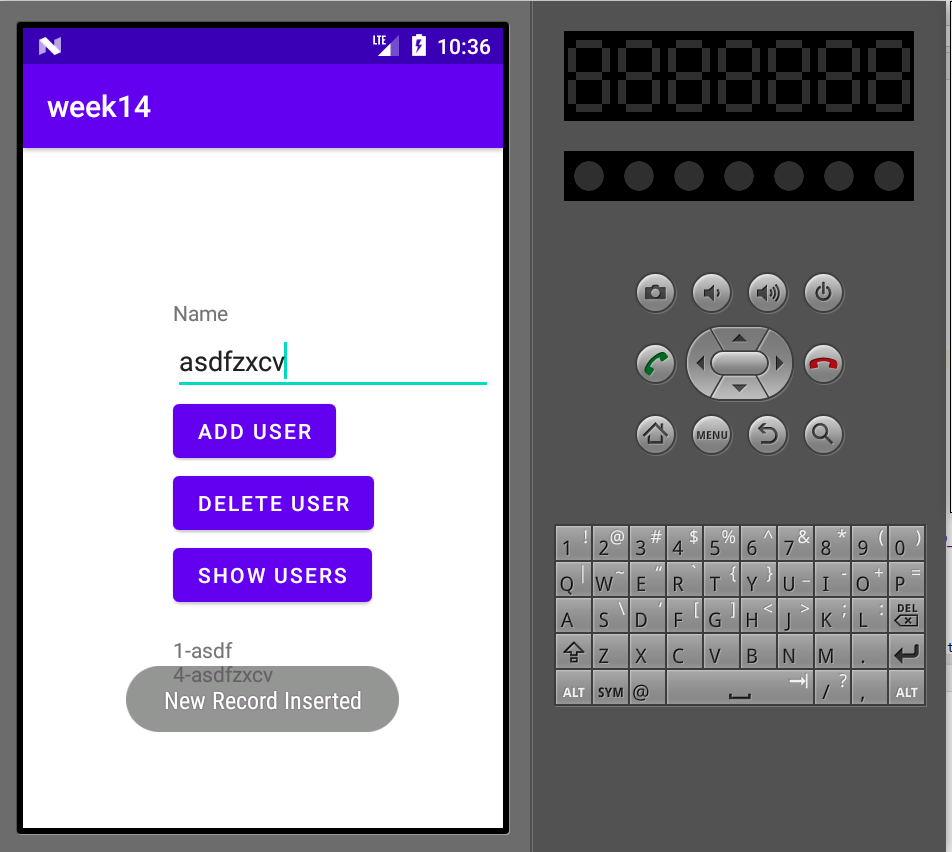 LTE 10:36
week14
Name
asdfzxcv
ADD USER
DELETE USER
SHOW USERS
1-asdf
4-asdfzxcv
New Record Inserted
MENU
1 ! 2 @ 3 # 4 $ 5 % 6 ^ 7 & 8 * 9 ( 0 )
Q | W ~ E “ R ` T { Y } U _ I - O + P =
A S \ D ‘ F [ G ] H < J > K ; L : DEL
Z X C V B N M .
ALT SYM @ / ? , ALT